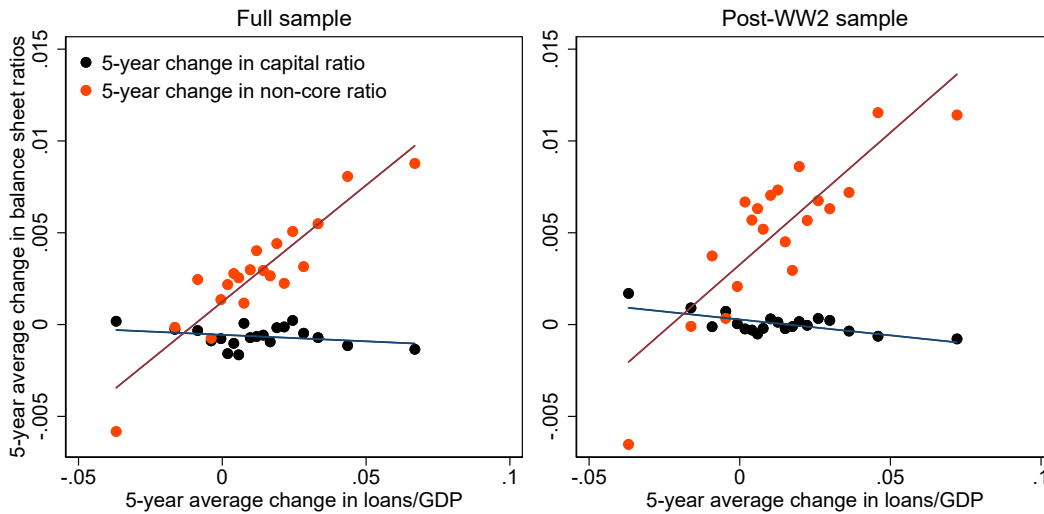 Full sample
5-year average change in balance sheet ratios
.015
.01
.005
0
-.005
5-year change in capital ratio
5-year change in non-core ratio
-.05
0
.05
.1
5-year average change in loans/GDP
Post-WW2 sample
.015
.01
.005
0
-.005
-.05
0
.05
.1
5-year average change in loans/GDP